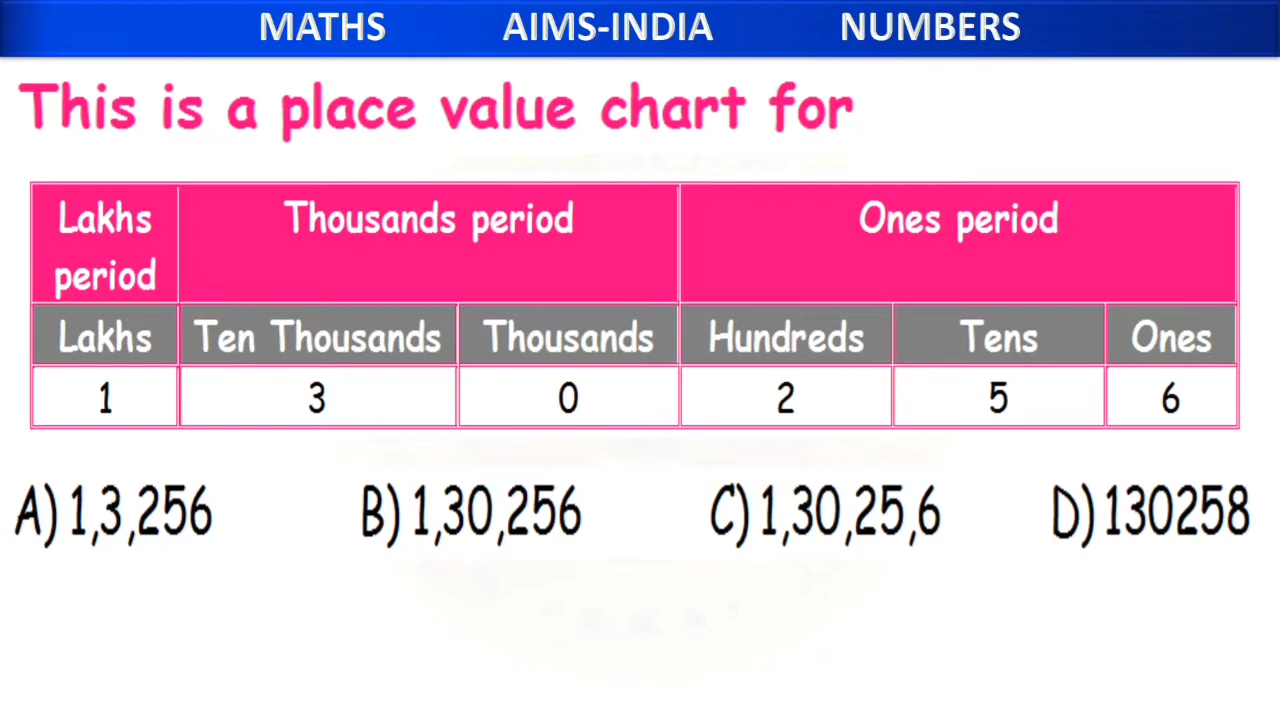 MATHS AIMS-INDIA NUMBERS
This is a place value chart for
Lakhs period Thousands period Ones period
Lakhs Ten Thousands Thousands Hundreds Tens Ones
1 3 0 2 5 6
A) 1,3,256 B) 1,30,256 C) 1,30,25,6 D) 130258